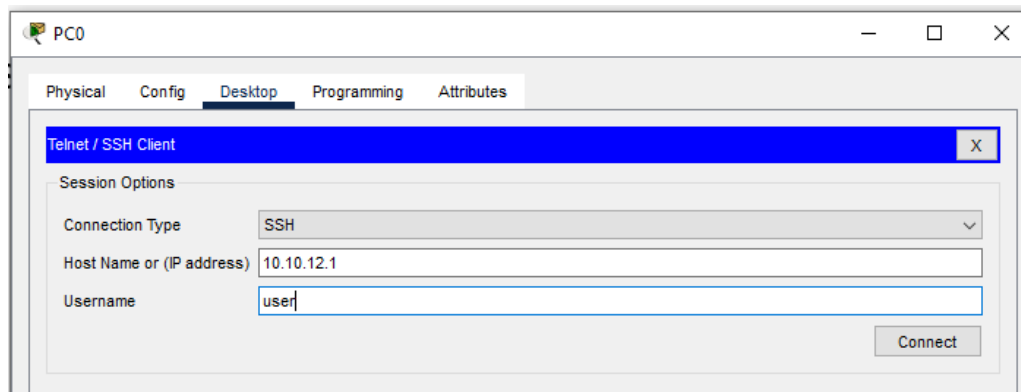 PC0
Physical Config Desktop Programming Attributes
Telnet / SSH Client X
Session Options
Connection Type SSH
Host Name or (IP address) 10.10.12.1
Username user
Connect